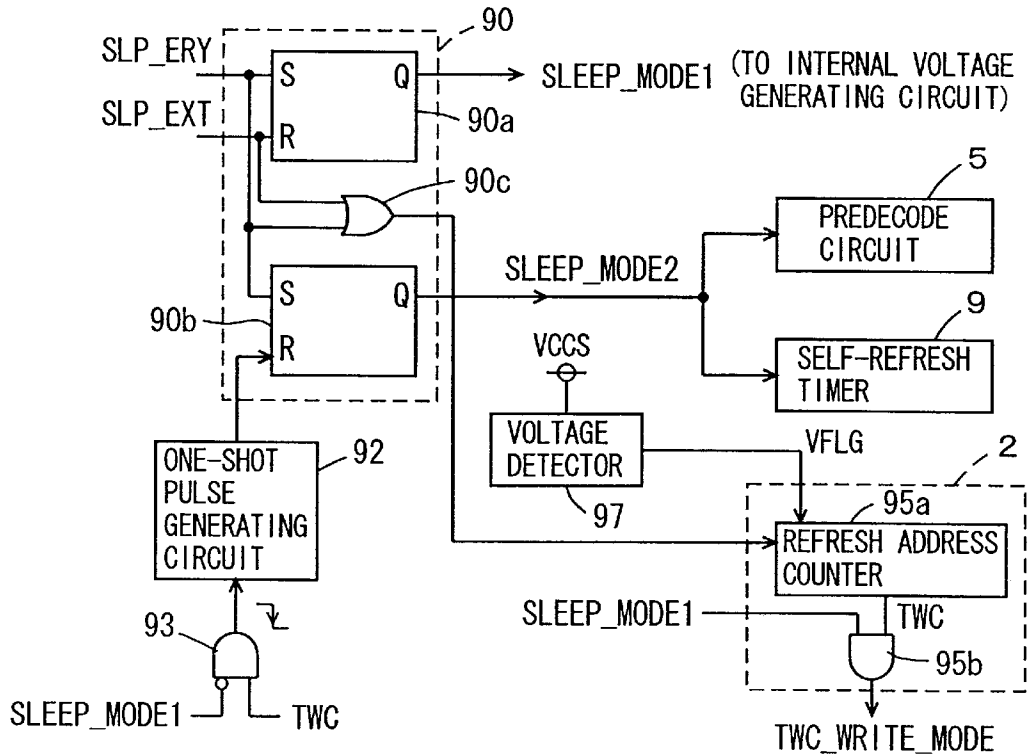 SLP_ERY
90
S
Q
SLEEP_MODE1
(TO INTERNAL VOLTAGE
GENERATING CIRCUIT)
SLP_EXT
R
90a
90c
5
PREDECODE
CIRCUIT
SLEEP_MODE2
S
Q
90b
R
9
SELF-REFRESH
TIMER
VCCS
VOLTAGE
DETECTOR
97
VFLG
2
92
ONE-SHOT
PULSE
GENERATING
CIRCUIT
95a
REFRESH ADDRESS
COUNTER
SLEEP_MODE1
TWC
93
95b
SLEEP_MODE1
TWC
TWC_WRITE_MODE